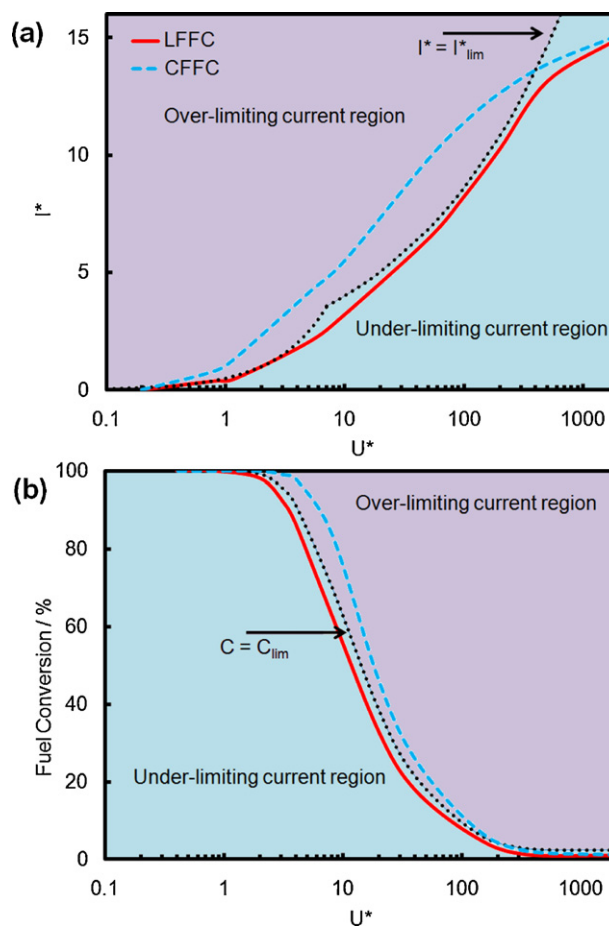 (a)
LFFC
CFFC
I* = I*lim
Over-limiting current region
Under-limiting current region
I*
15
10
5
0
0.1 1 10 100 1000
U*
(b)
Over-limiting current region
C = Clim
Under-limiting current region
Fuel Conversion / %
100
80
60
40
20
0
0.1 1 10 100 1000
U*